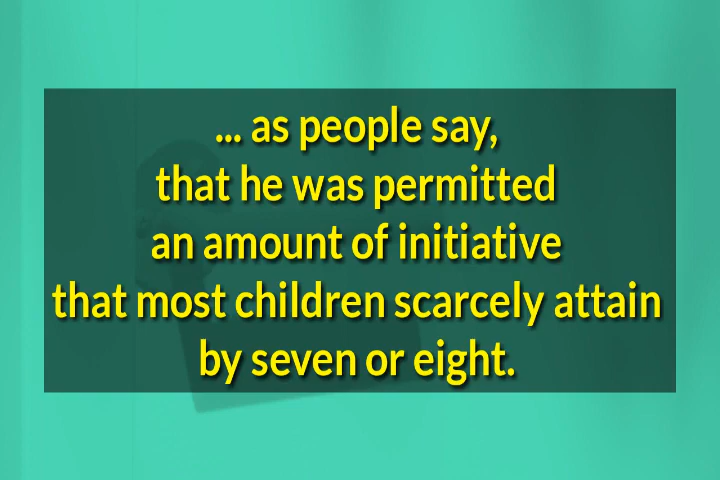 ... as people say,
that he was permitted
an amount of initiative
that most children scarcely attain
by seven or eight.